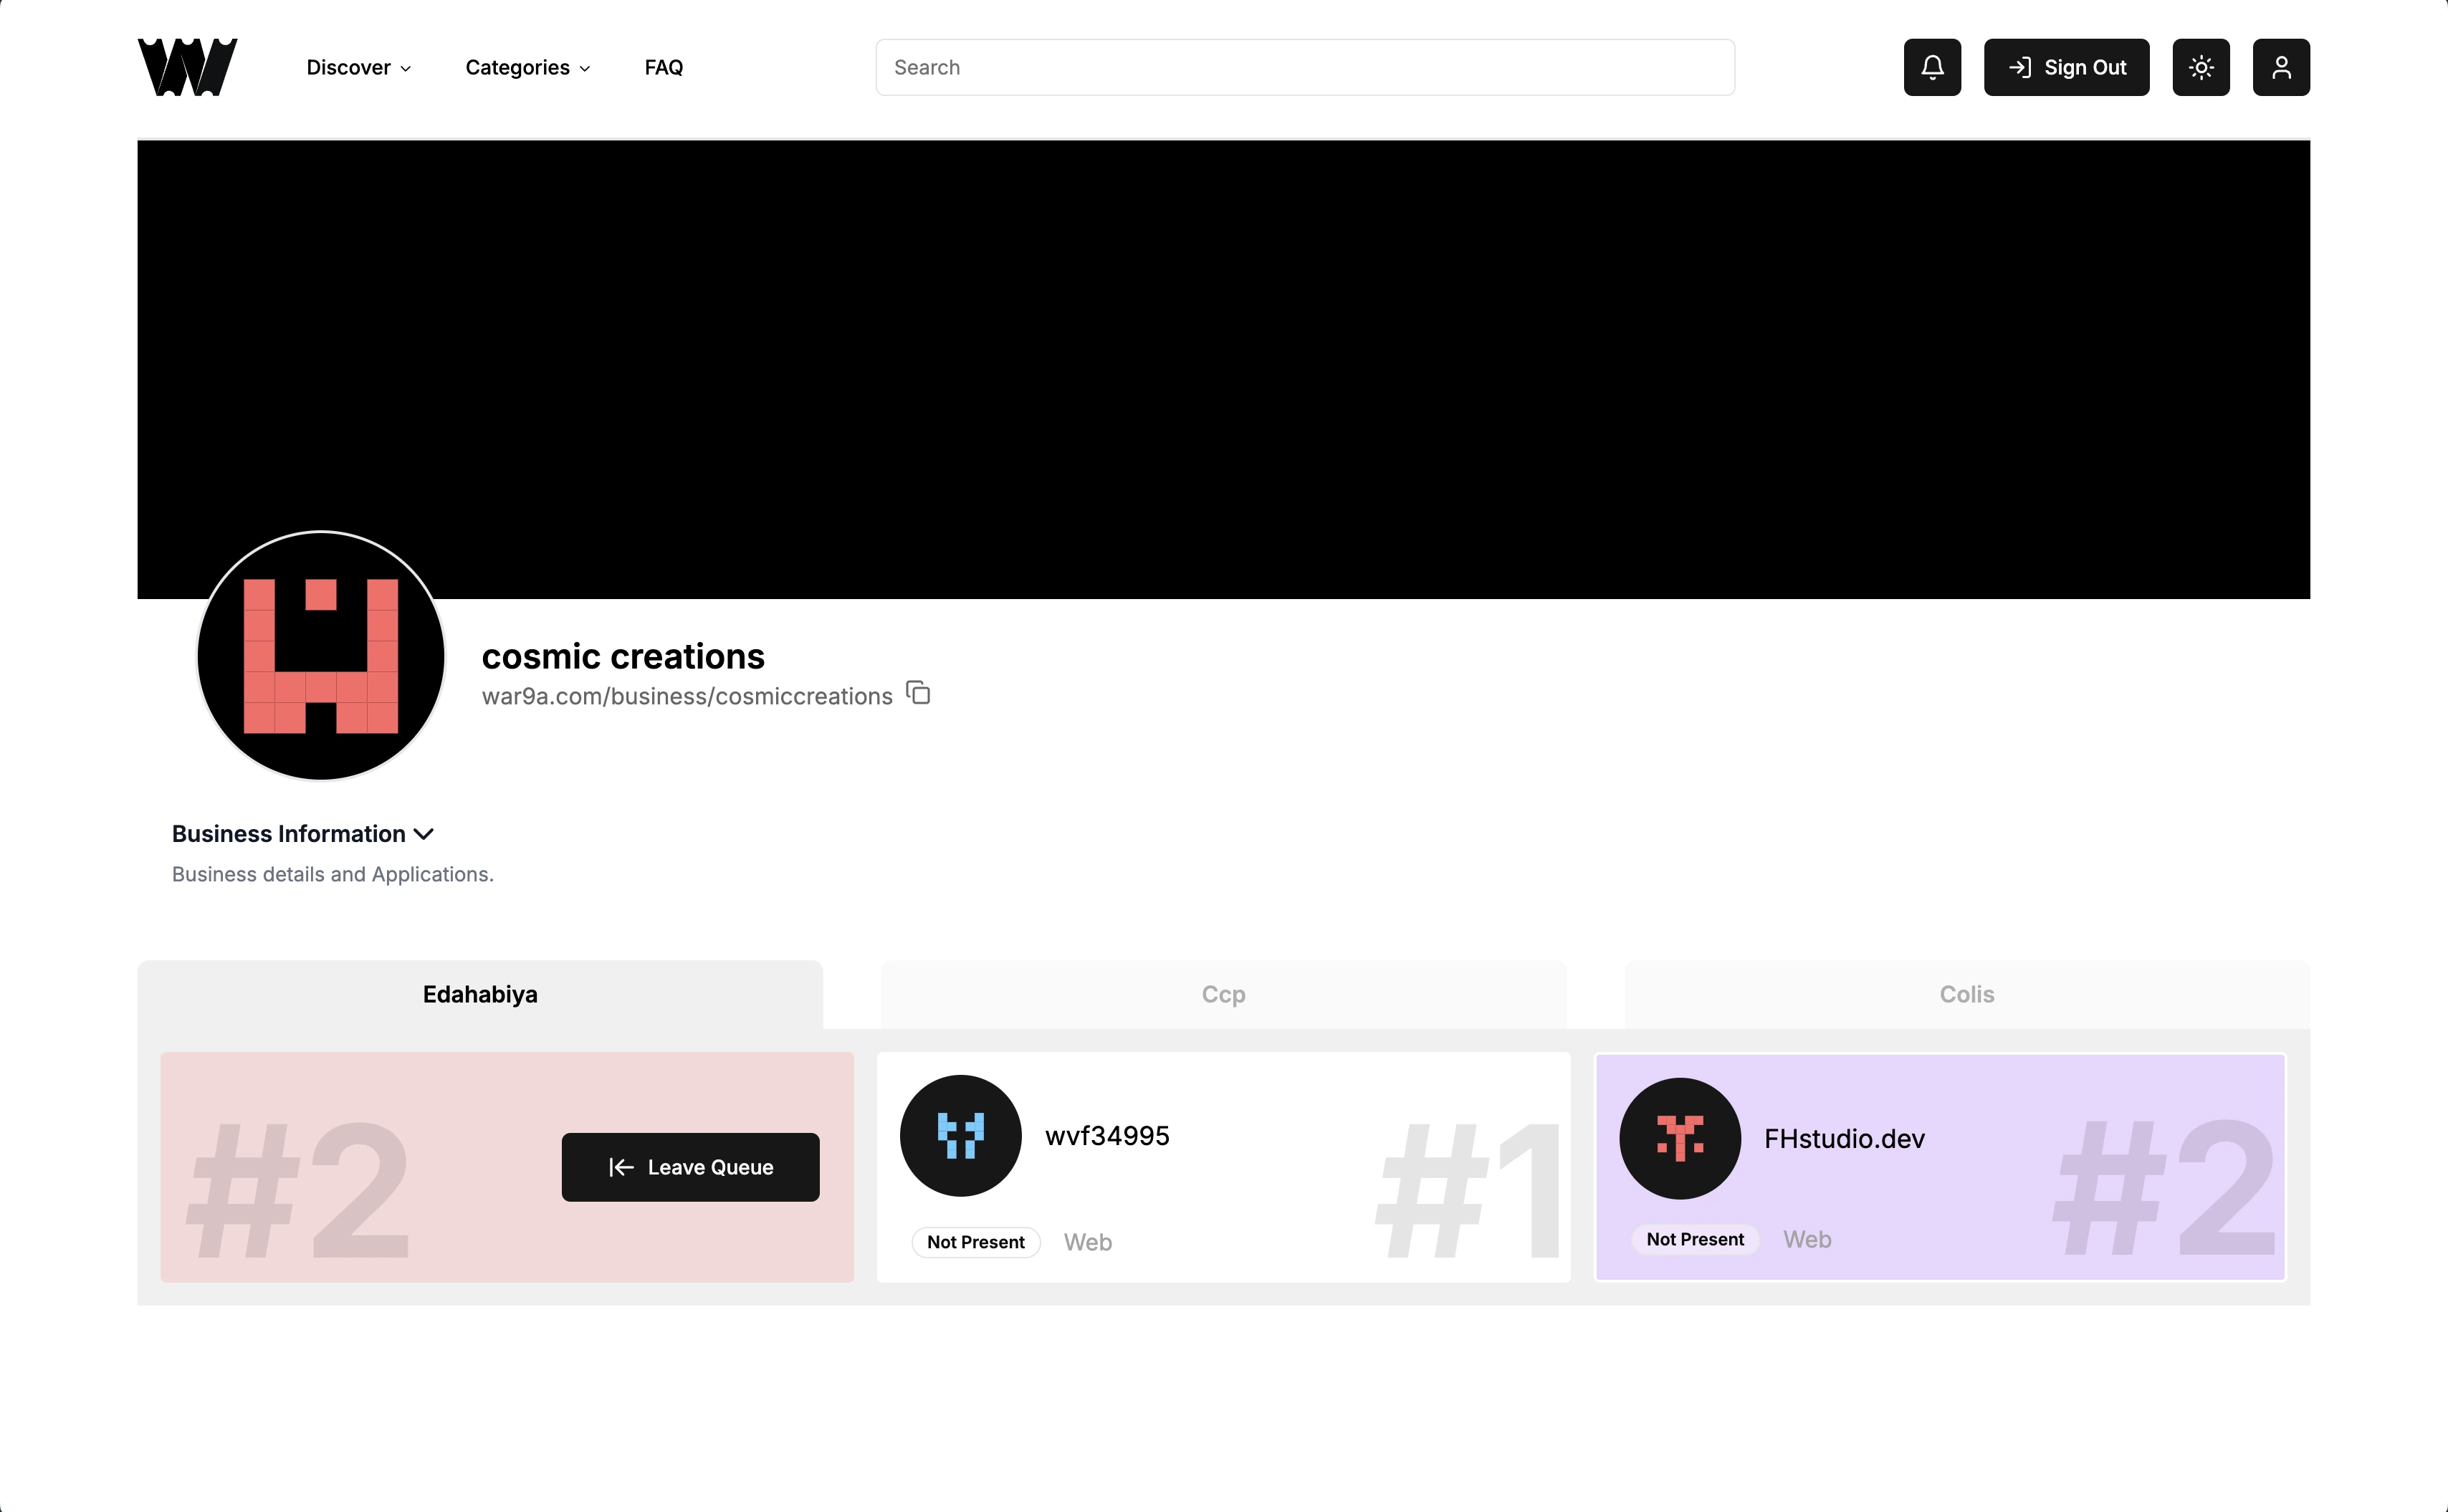 Discover
Categories
FAQ
Search
Sign Out
cosmic creations
war9a.com/business/cosmiccreations
Business Information
Business details and Applications.
Edahabiya
Ccp
Colis
#2
Leave Queue
wvf34995
Not Present
Web
#1
FHstudio.dev
Not Present
Web
#2